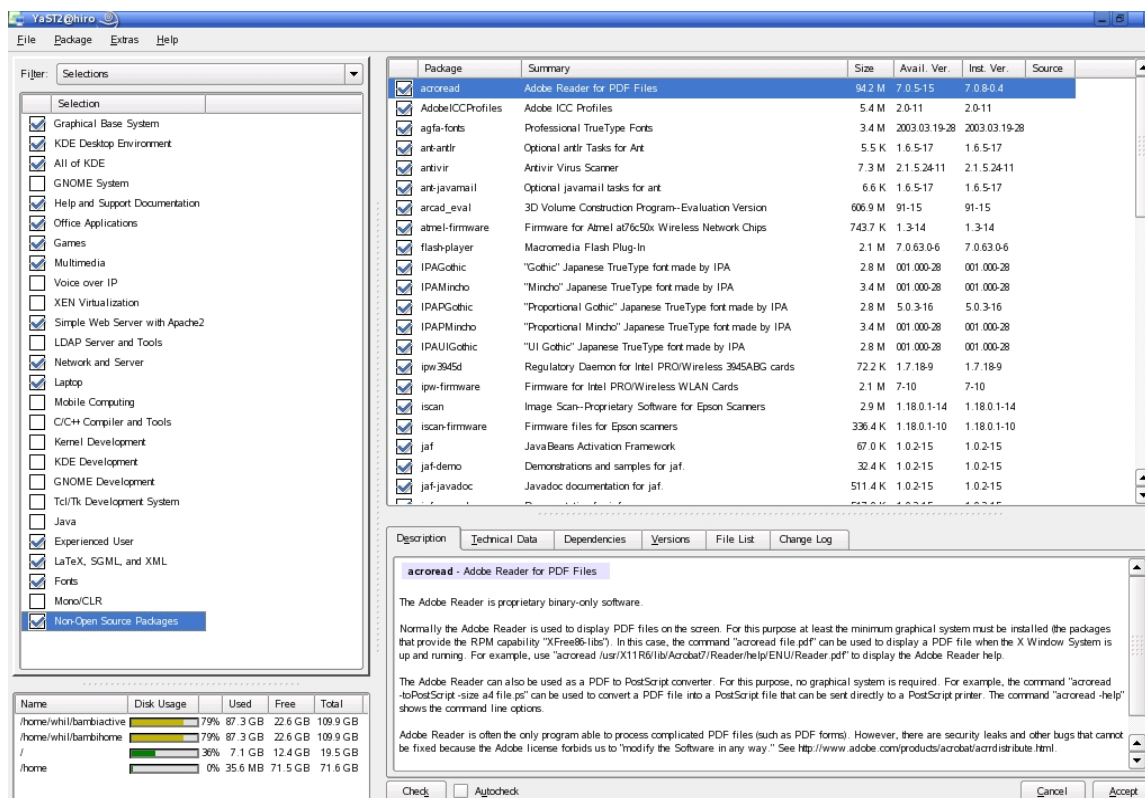 YaST2@hiro
File Package Extras Help
Filter: Selections
Selection
Graphical Base System
KDE Desktop Environment
All of KDE
GNOME System
Help and Support Documentation
Office Applications
Games
Multimedia
Voice over IP
XEN Virtualization
Simple Web Server with Apache2
LDAP Server and Tools
Network and Server
Laptop
Mobile Computing
C/C++ Compiler and Tools
Kernel Development
KDE Development
GNOME Development
Tcl/Tk Development System
Java
Experienced User
LaTeX, SGML, and XML
Fonts
Mono/CLR
Non-Open Source Packages
Name Disk Usage Used Free Total
/home/whil/bambiactive 79% 87.3 GB 22.6 GB 109.9 GB
/home/whil/bambihome 79% 87.3 GB 22.6 GB 109.9 GB
/ 36% 7.1 GB 12.4 GB 19.5 GB
/home 0% 35.6 MB 71.5 GB 71.6 GB
Package Summary Size Avail. Ver. Inst. Ver. Source
acroread Adobe Reader for PDF Files 94.2 M 7.0.5-15 7.0.8-0.4
AdobeICCProfiles Adobe ICC Profiles 5.4 M 2.0-11 2.0-11
agfa-fonts Professional TrueType Fonts 3.4 M 2003.03.19-28 2003.03.19-28
ant-antlr Optional antlr Tasks for Ant 5.5 K 1.6.5-17 1.6.5-17
antivir Antivir Virus Scanner 7.3 M 2.1.5.24-11 2.1.5.24-11
ant-javamail Optional javamail tasks for ant 6.6 K 1.6.5-17 1.6.5-17
arcad_eval 3D Volume Construction Program--Evaluation Version 606.9 M 91-15 91-15
atmel-firmware Firmware for Atmel at76c50x Wireless Network Chips 743.7 K 1.3-14 1.3-14
flash-player Macromedia Flash Plug-In 2.1 M 7.0.63.0-6 7.0.63.0-6
IPAGothic "Gothic" Japanese TrueType font made by IPA 2.8 M 001.000-28 001.000-28
IPAMincho "Mincho" Japanese TrueType font made by IPA 3.4 M 001.000-28 001.000-28
IPAPGothic "Proportional Gothic" Japanese TrueType font made by IPA 2.8 M 5.0.3-16 5.0.3-16
IPAPMincho "Proportional Mincho" Japanese TrueType font made by IPA 3.4 M 001.000-28 001.000-28
IPAUIGothic "UI Gothic" Japanese TrueType font made by IPA 2.8 M 001.000-28 001.000-28
ipw3945d Regulatory Daemon for Intel PRO/Wireless 3945ABG cards 72.2 K 1.7.18-9 1.7.18-9
ipw-firmware Firmware for Intel PRO/Wireless WLAN Cards 2.1 M 7-10 7-10
iscan Image Scan--Proprietary Software for Epson Scanners 2.9 M 1.18.0.1-14 1.18.0.1-14
iscan-firmware Firmware files for Epson scanners 336.4 K 1.18.0.1-10 1.18.0.1-10
jaf JavaBeans Activation Framework 67.0 K 1.0.2-15 1.0.2-15
jaf-demo Demonstrations and samples for jaf. 32.4 K 1.0.2-15 1.0.2-15
jaf-javadoc Javadoc documentation for jaf. 511.4 K 1.0.2-15 1.0.2-15
Description Technical Data Dependencies Versions File List Change Log
acroread - Adobe Reader for PDF Files
The Adobe Reader is proprietary binary-only software.
Normally the Adobe Reader is used to display PDF files on the screen. For this purpose at least the minimum graphical system must be installed (the packages
that provide the RPM capability "XFree86-libs"). In this case, the command "acroread file.pdf" can be used to display a PDF file when the X Window System is
up and running. For example, use "acroread /usr/X11R6/lib/Acrobat7/Reader/help/ENU/Reader.pdf" to display the Adobe Reader help.
The Adobe Reader can also be used as a PDF to PostScript converter. For this purpose, no graphical system is required. For example, the command "acroread
-toPostScript -size a4 file.ps" can be used to convert a PDF file into a PostScript file that can be sent directly to a PostScript printer. The command "acroread -help"
shows the command line options.
Adobe Reader is often the only program able to process complicated PDF files (such as PDF forms). However, there are security leaks and other bugs that cannot
be fixed because the Adobe license forbids us to "modify the Software in any way." See http://www.adobe.com/products/acrobat/acrrdistribute.html.
Check Autocheck Cancel Accept